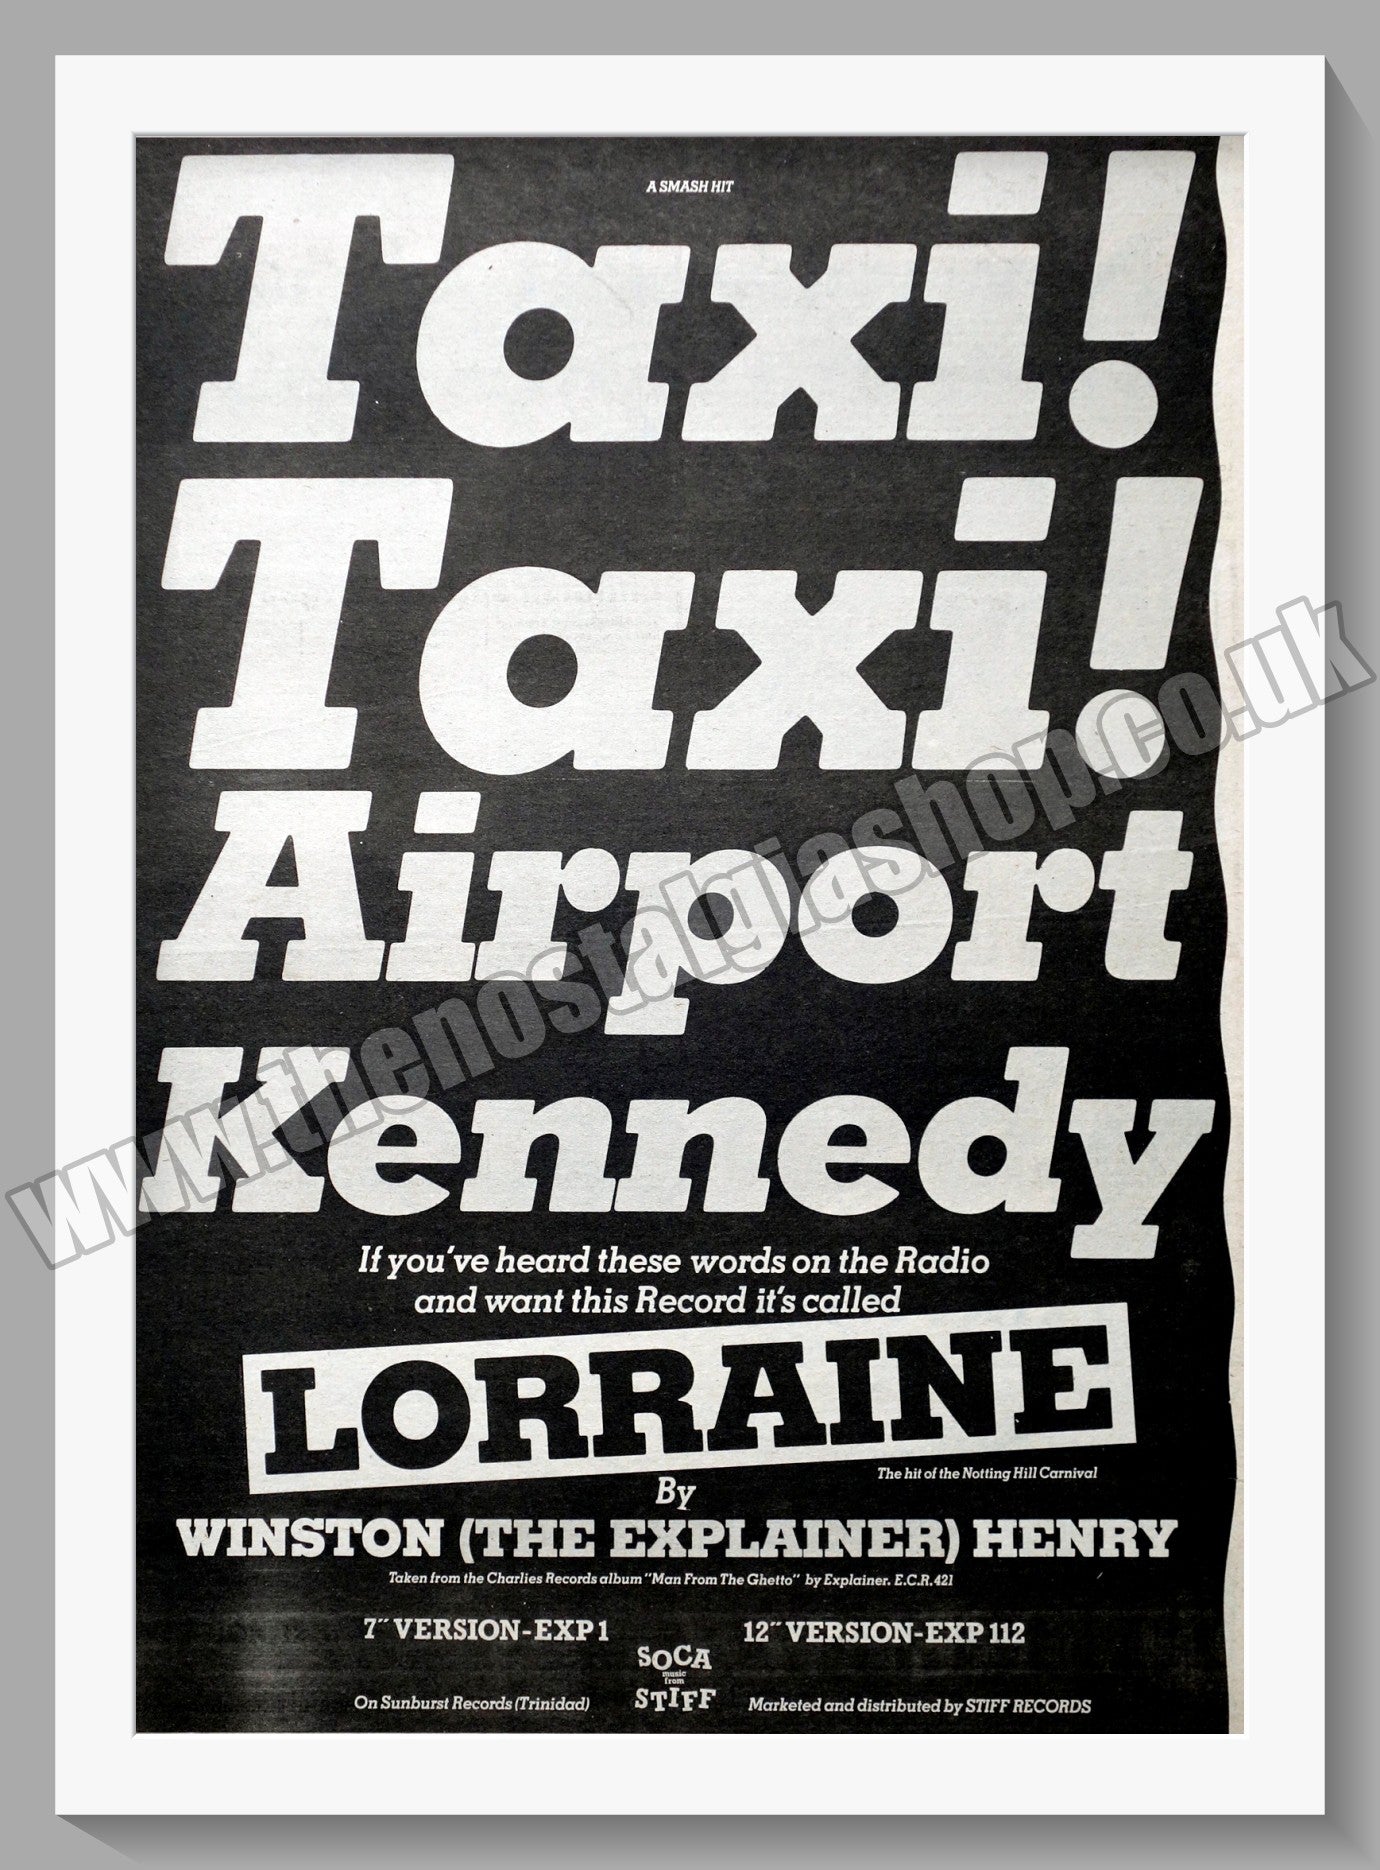 A SMASH HIT
Taxi!
Taxi!
Airport
Kennedy
If you've heard these words on the Radio
and want this Record it's called
LORRAINE
The hit of the Notting Hill Carnival
By
WINSTON (THE EXPLAINER) HENRY
Taken from the Charlies Records album "Man From The Ghetto" by Explainer. E.C.R. 421
7" VERSION-EXP 1
12" VERSION-EXP 112
SOCA
music
from
STIFF
On Sunburst Records (Trinidad)
Marketed and distributed by STIFF RECORDS
www.thenostalgiashop.co.uk